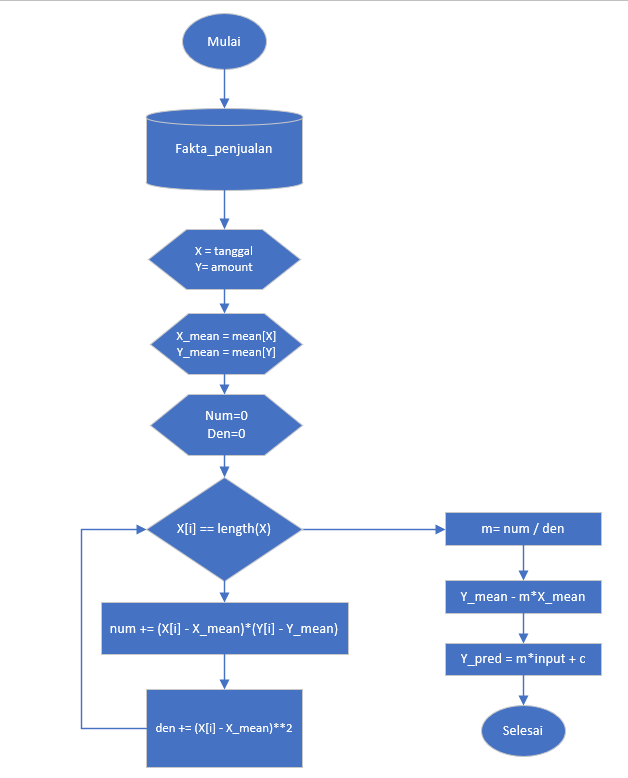 Mulai
Fakta_penjualan
X = tanggal
Y= amount
X_mean = mean[X]
Y_mean = mean[Y]
Num=0
Den=0
X[i] == length(X)
num += (X[i] - X_mean)*(Y[i] - Y_mean)
den += (X[i] - X_mean)**2
m= num / den
Y_mean - m*X_mean
Y_pred = m*input + c
Selesai